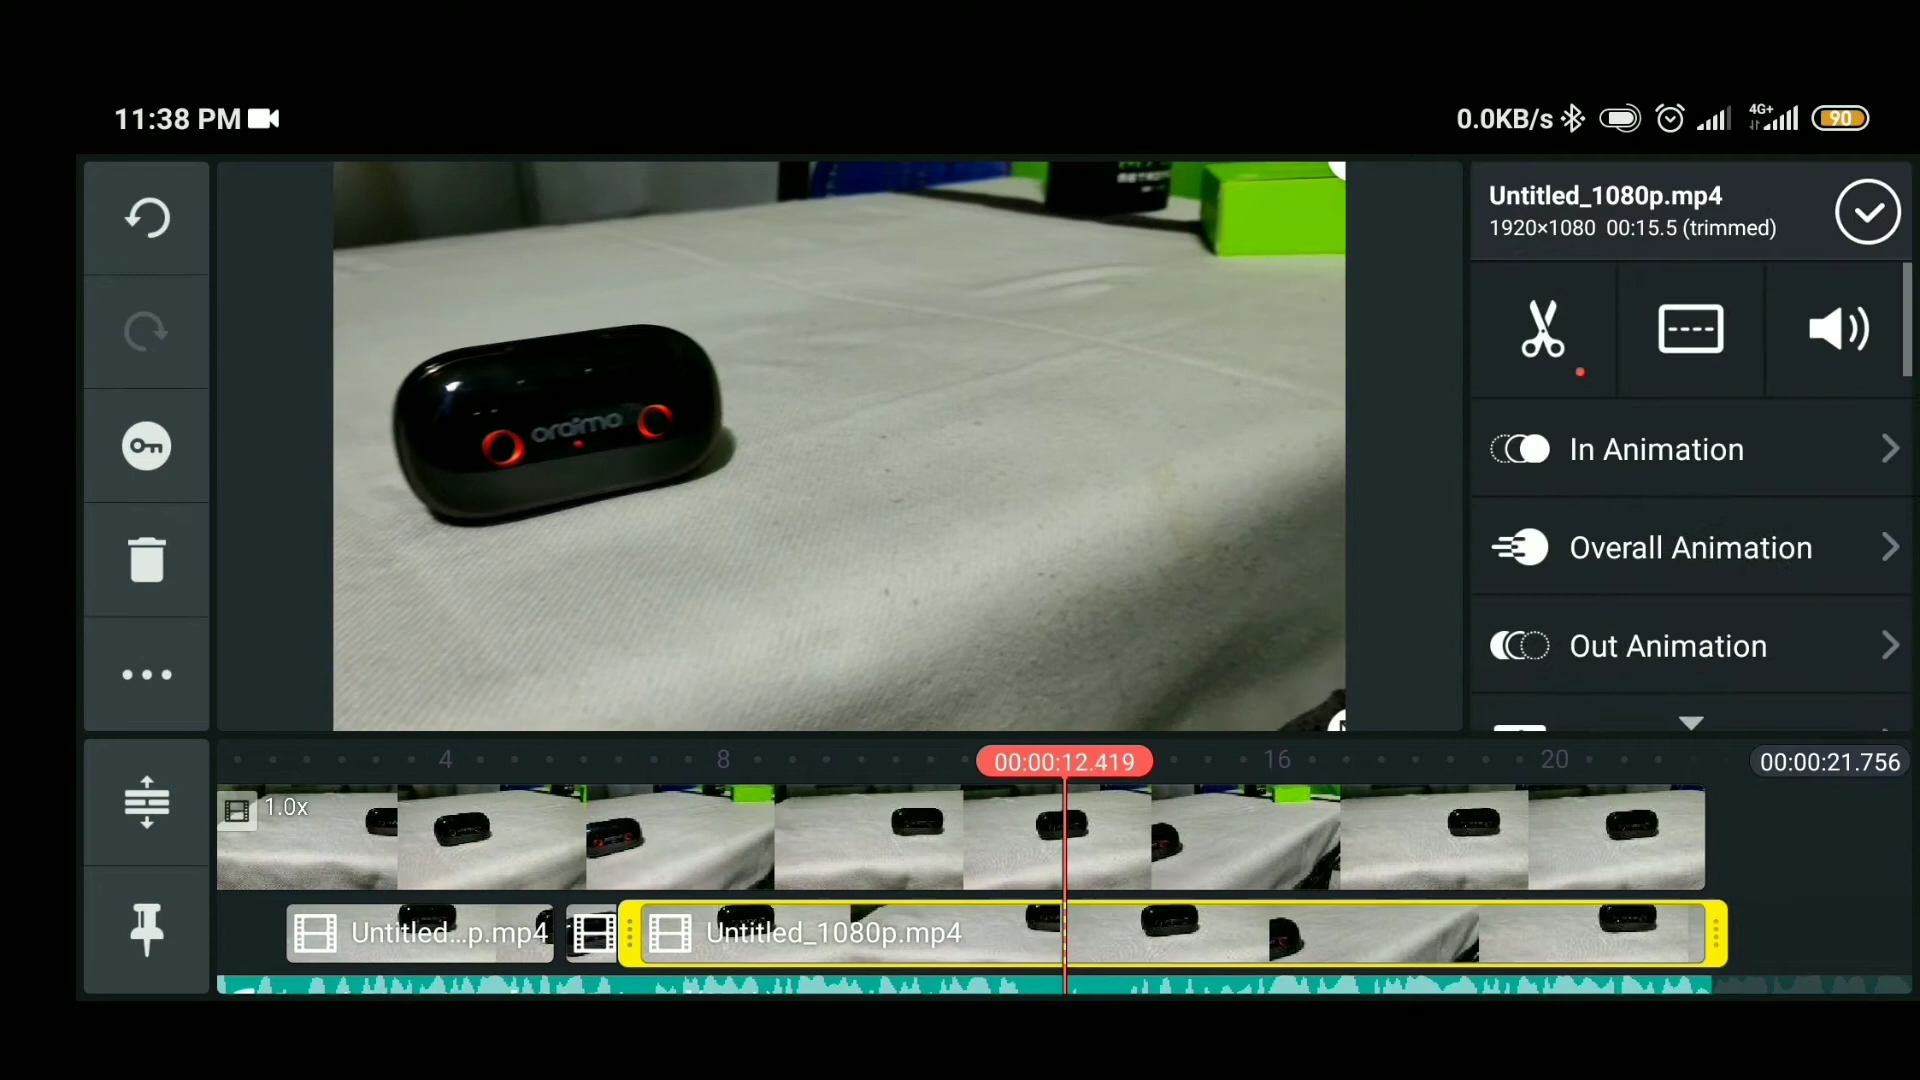 11:38 PM
0.0KB/s
4G+
90
Untitled_1080p.mp4
1920×1080 00:15.5 (trimmed)
oraimo
In Animation
Overall Animation
Out Animation
4
8
00:00:12.419
16
20
00:00:21.756
1.0x
Untitled...p.mp4
Untitled_1080p.mp4